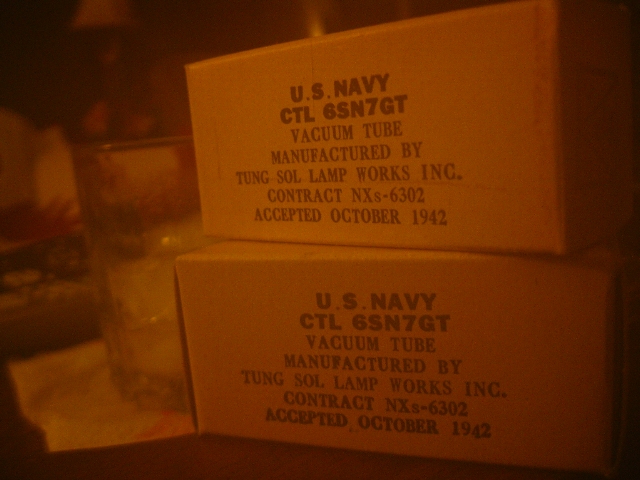 U.S. NAVY
CTL 6SN7GT
VACUUM TUBE
MANUFACTURED BY
TUNG SOL LAMP WORKS INC.
CONTRACT NXs-6302
ACCEPTED OCTOBER 1942
U.S. NAVY
CTL 6SN7GT
VACUUM TUBE
MANUFACTURED BY
TUNG SOL LAMP WORKS INC.
CONTRACT NXs-6302
ACCEPTED OCTOBER 1942